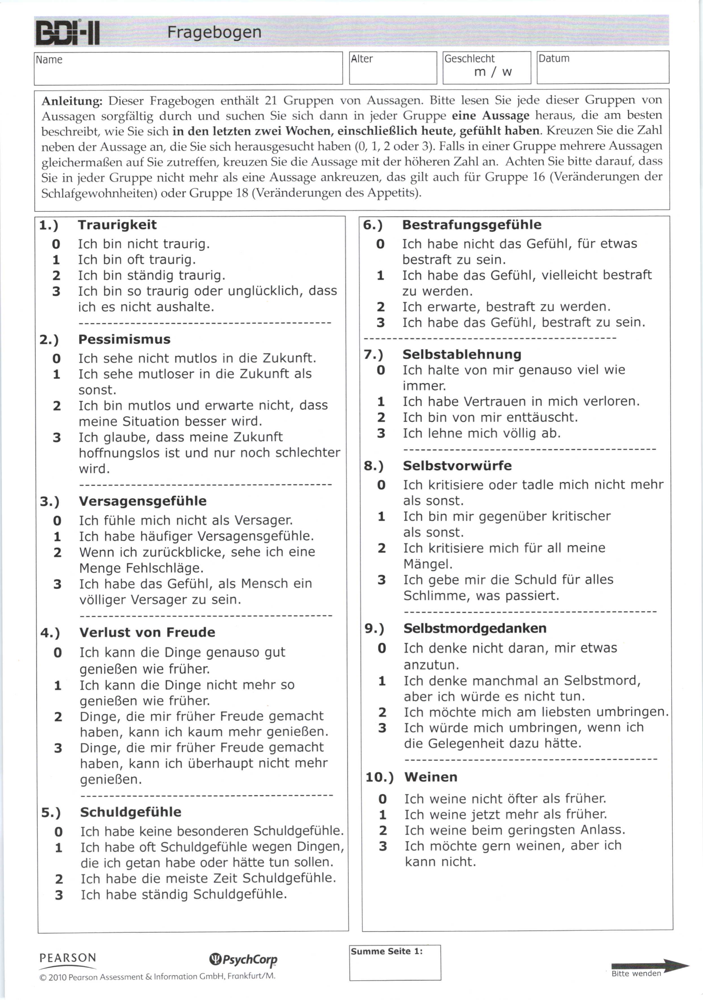 BDI-II® Fragebogen
Name
Alter
Geschlecht
m / w
Datum
Anleitung: Dieser Fragebogen enthält 21 Gruppen von Aussagen. Bitte lesen Sie jede dieser Gruppen von
Aussagen sorgfältig durch und suchen Sie sich dann in jeder Gruppe eine Aussage heraus, die am besten
beschreibt, wie Sie sich in den letzten zwei Wochen, einschließlich heute, gefühlt haben. Kreuzen Sie die Zahl
neben der Aussage an, die Sie sich herausgesucht haben (0, 1, 2 oder 3). Falls in einer Gruppe mehrere Aussagen
gleichermaßen auf Sie zutreffen, kreuzen Sie die Aussage mit der höheren Zahl an. Achten Sie bitte darauf, dass
Sie in jeder Gruppe nicht mehr als eine Aussage ankreuzen, das gilt auch für Gruppe 16 (Veränderungen der
Schlafgewohnheiten) oder Gruppe 18 (Veränderungen des Appetits).
1.) Traurigkeit
0 Ich bin nicht traurig.
1 Ich bin oft traurig.
2 Ich bin ständig traurig.
3 Ich bin so traurig oder unglücklich, dass
ich es nicht aushalte.
2.) Pessimismus
0 Ich sehe nicht mutlos in die Zukunft.
1 Ich sehe mutloser in die Zukunft als
sonst.
2 Ich bin mutlos und erwarte nicht, dass
meine Situation besser wird.
3 Ich glaube, dass meine Zukunft
hoffnungslos ist und nur noch schlechter
wird.
3.) Versagensgefühle
0 Ich fühle mich nicht als Versager.
1 Ich habe häufiger Versagensgefühle.
2 Wenn ich zurückblicke, sehe ich eine
Menge Fehlschläge.
3 Ich habe das Gefühl, als Mensch ein
völliger Versager zu sein.
4.) Verlust von Freude
0 Ich kann die Dinge genauso gut
genießen wie früher.
1 Ich kann die Dinge nicht mehr so
genießen wie früher.
2 Dinge, die mir früher Freude gemacht
haben, kann ich kaum mehr genießen.
3 Dinge, die mir früher Freude gemacht
haben, kann ich überhaupt nicht mehr
genießen.
5.) Schuldgefühle
0 Ich habe keine besonderen Schuldgefühle.
1 Ich habe oft Schuldgefühle wegen Dingen,
die ich getan habe oder hätte tun sollen.
2 Ich habe die meiste Zeit Schuldgefühle.
3 Ich habe ständig Schuldgefühle.
6.) Bestrafungsgefühle
0 Ich habe nicht das Gefühl, für etwas
bestraft zu sein.
1 Ich habe das Gefühl, vielleicht bestraft
zu werden.
2 Ich erwarte, bestraft zu werden.
3 Ich habe das Gefühl, bestraft zu sein.
7.) Selbstablehnung
0 Ich halte von mir genauso viel wie
immer.
1 Ich habe Vertrauen in mich verloren.
2 Ich bin von mir enttäuscht.
3 Ich lehne mich völlig ab.
8.) Selbstvorwürfe
0 Ich kritisiere oder tadle mich nicht mehr
als sonst.
1 Ich bin mir gegenüber kritischer
als sonst.
2 Ich kritisiere mich für all meine
Mängel.
3 Ich gebe mir die Schuld für alles
Schlimme, was passiert.
9.) Selbstmordgedanken
0 Ich denke nicht daran, mir etwas
anzutun.
1 Ich denke manchmal an Selbstmord,
aber ich würde es nicht tun.
2 Ich möchte mich am liebsten umbringen.
3 Ich würde mich umbringen, wenn ich
die Gelegenheit dazu hätte.
10.) Weinen
0 Ich weine nicht öfter als früher.
1 Ich weine jetzt mehr als früher.
2 Ich weine beim geringsten Anlass.
3 Ich möchte gern weinen, aber ich
kann nicht.
PEARSON
PsychCorp™
© 2010 Pearson Assessment & Information GmbH, Frankfurt/M.
Summe Seite 1:
Bitte wenden